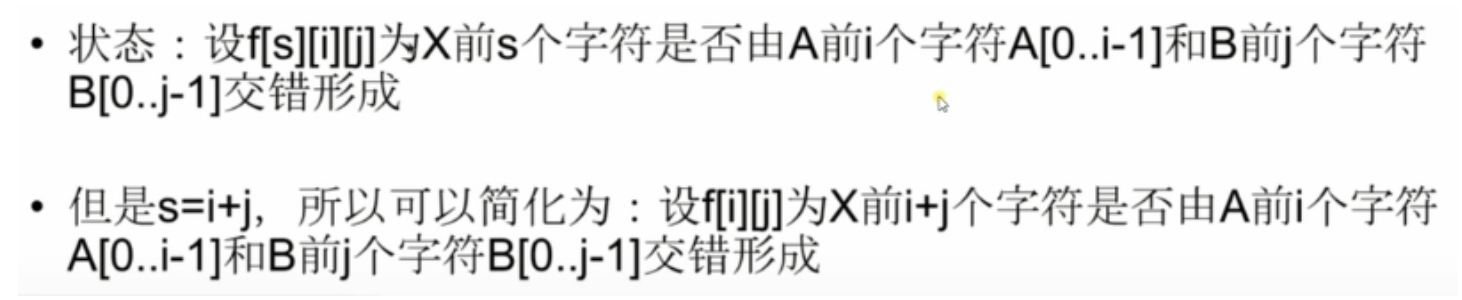 • 状态：设f[s][i][j]为X前s个字符是否由A前i个字符A[0..i-1]和B前j个字符
B[0..j-1]交错形成
• 但是s=i+j，所以可以简化为：设f[i][j]为X前i+j个字符是否由A前i个字符
A[0..i-1]和B前j个字符B[0..j-1]交错形成